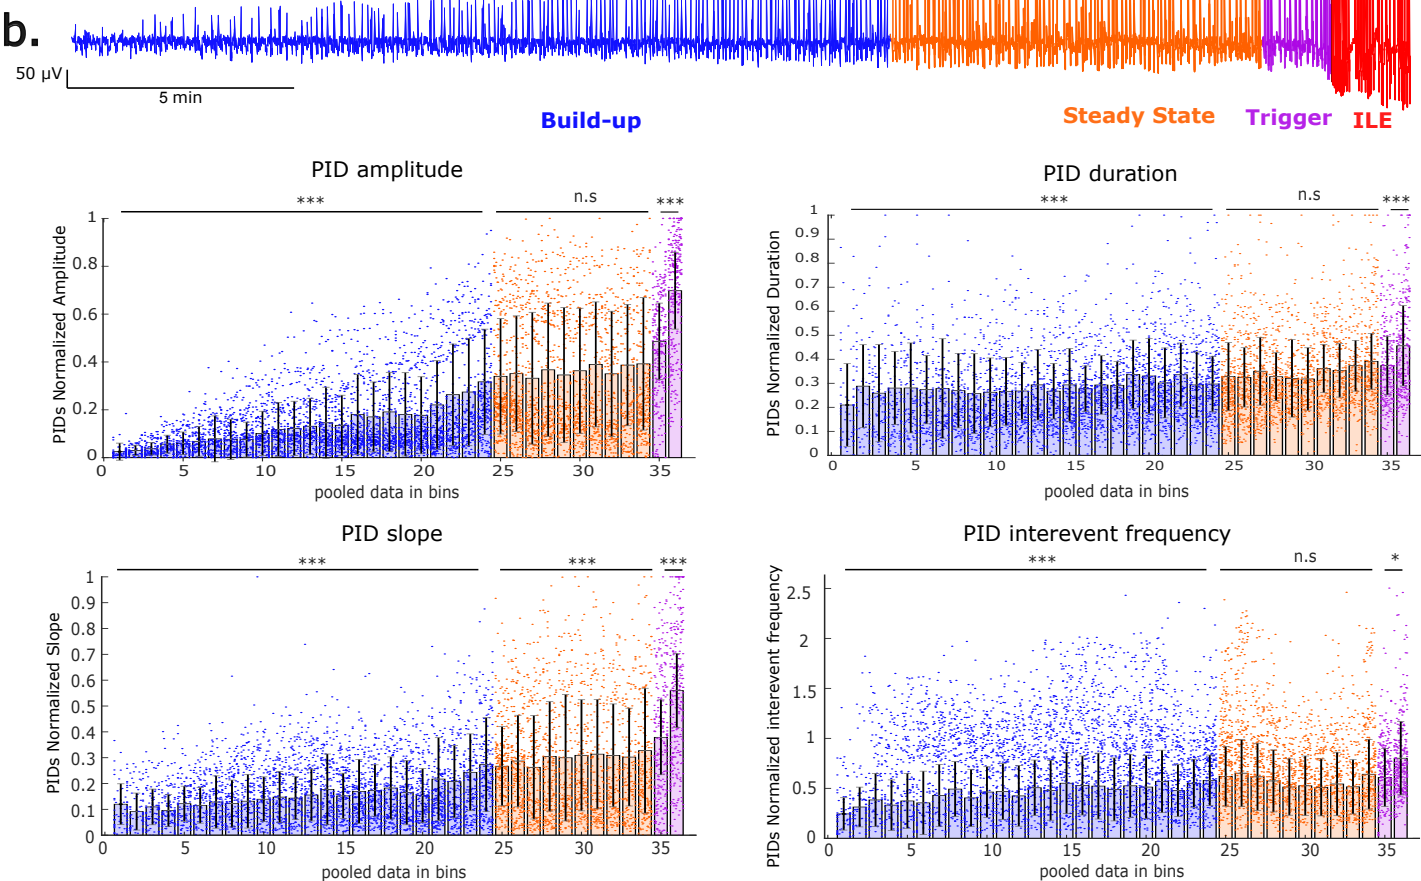 b.
50 µV
5 min
Build-up
Steady State
Trigger
ILE
PID amplitude
*** n.s ***
PIDs Normalized Amplitude
1
0.8
0.6
0.4
0.2
0
0 5 10 15 20 25 30 35
pooled data in bins
PID duration
*** n.s ***
PIDs Normalized Duration
1
0.9
0.8
0.7
0.6
0.5
0.4
0.3
0.2
0.1
0
0 5 10 15 20 25 30 35
pooled data in bins
PID slope
*** *** ***
PIDs Normalized Slope
1
0.9
0.8
0.7
0.6
0.5
0.4
0.3
0.2
0.1
0
0 5 10 15 20 25 30 35
pooled data in bins
PID interevent frequency
*** n.s *
PIDs Normalized interevent frequency
2.5
2
1.5
1
0.5
0
0 5 10 15 20 25 30 35
pooled data in bins